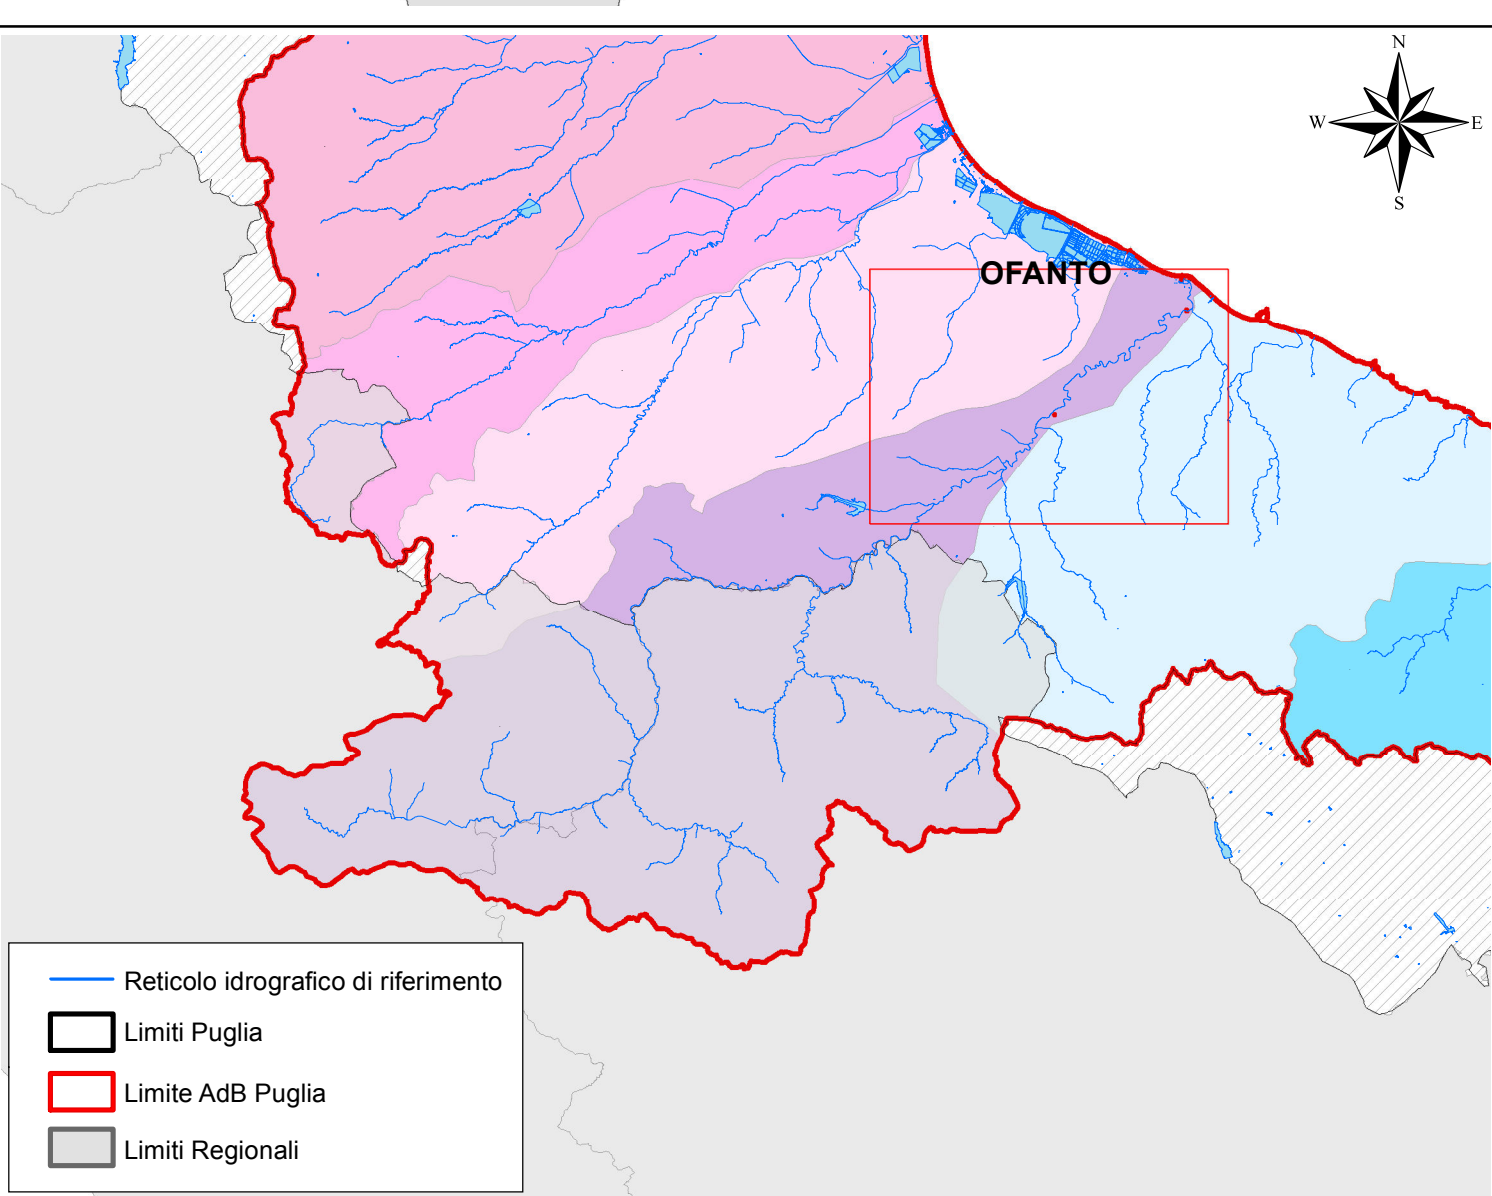 N
W
E
S
OFANTO
Reticolo idrografico di riferimento
Limiti Puglia
Limite AdB Puglia
Limiti Regionali